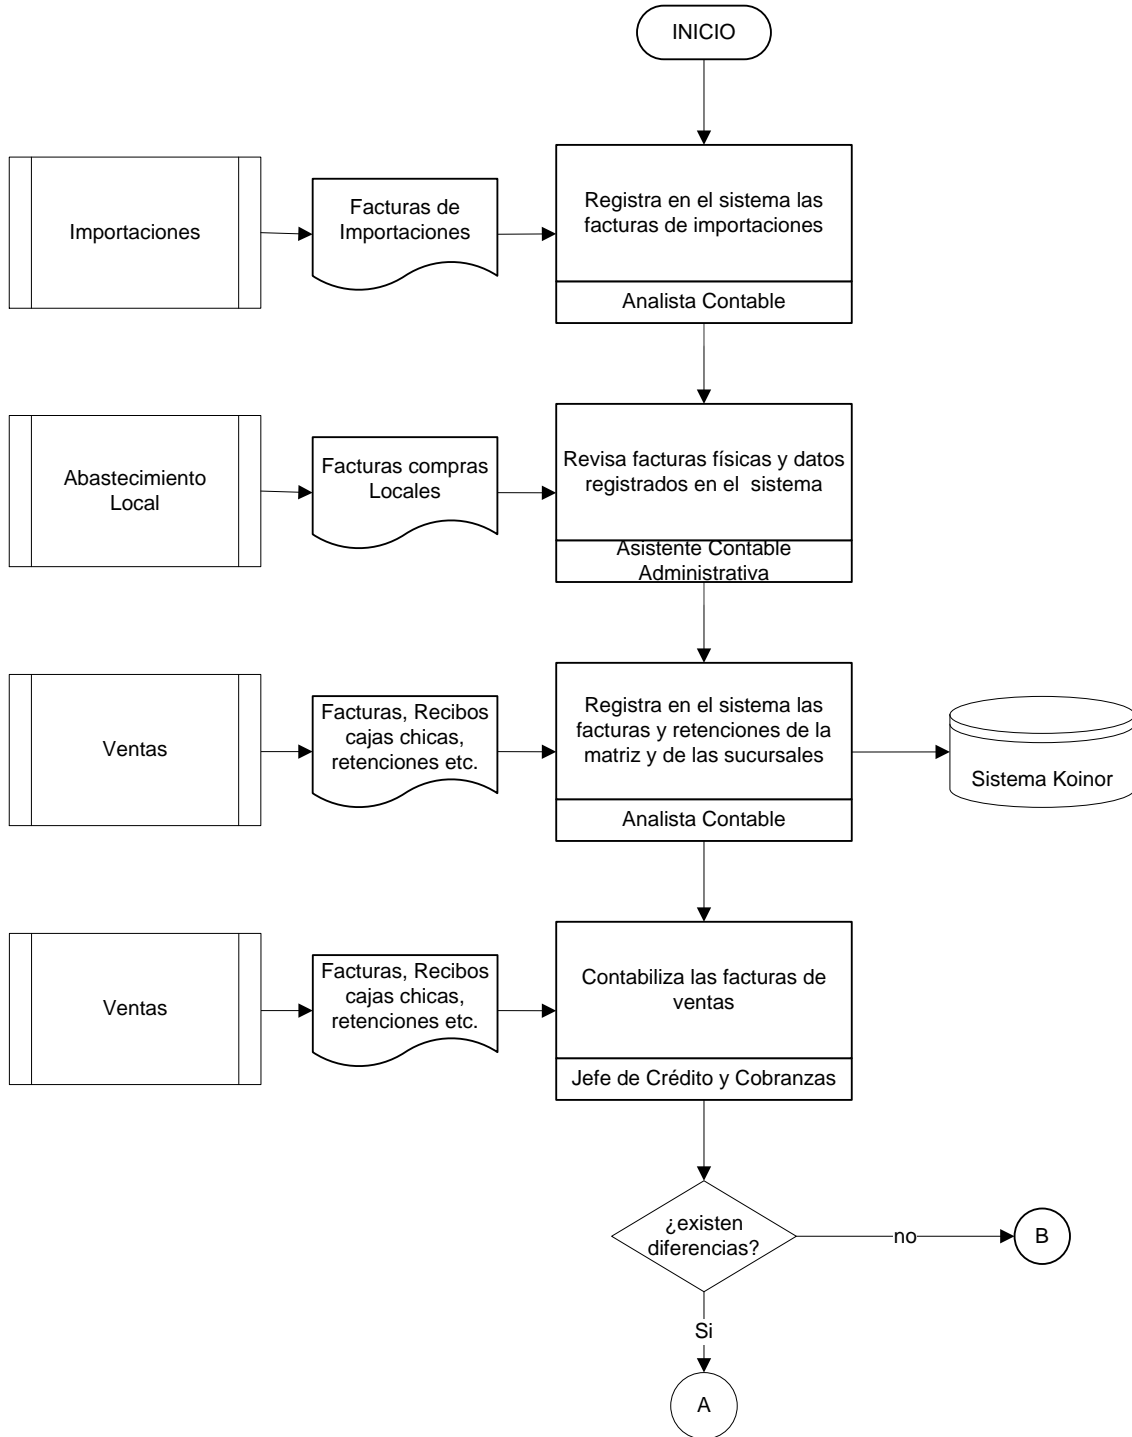 INICIO
Importaciones
Facturas de
Importaciones
Registra en el sistema las
facturas de importaciones
Analista Contable
Abastecimiento
Local
Facturas compras
Locales
Revisa facturas físicas y datos
registrados en el sistema
Asistente Contable
Administrativa
Ventas
Facturas, Recibos
cajas chicas,
retenciones etc.
Registra en el sistema las
facturas y retenciones de la
matriz y de las sucursales
Analista Contable
Sistema Koinor
Ventas
Facturas, Recibos
cajas chicas,
retenciones etc.
Contabiliza las facturas de
ventas
Jefe de Crédito y Cobranzas
¿existen
diferencias?
no
B
Si
A